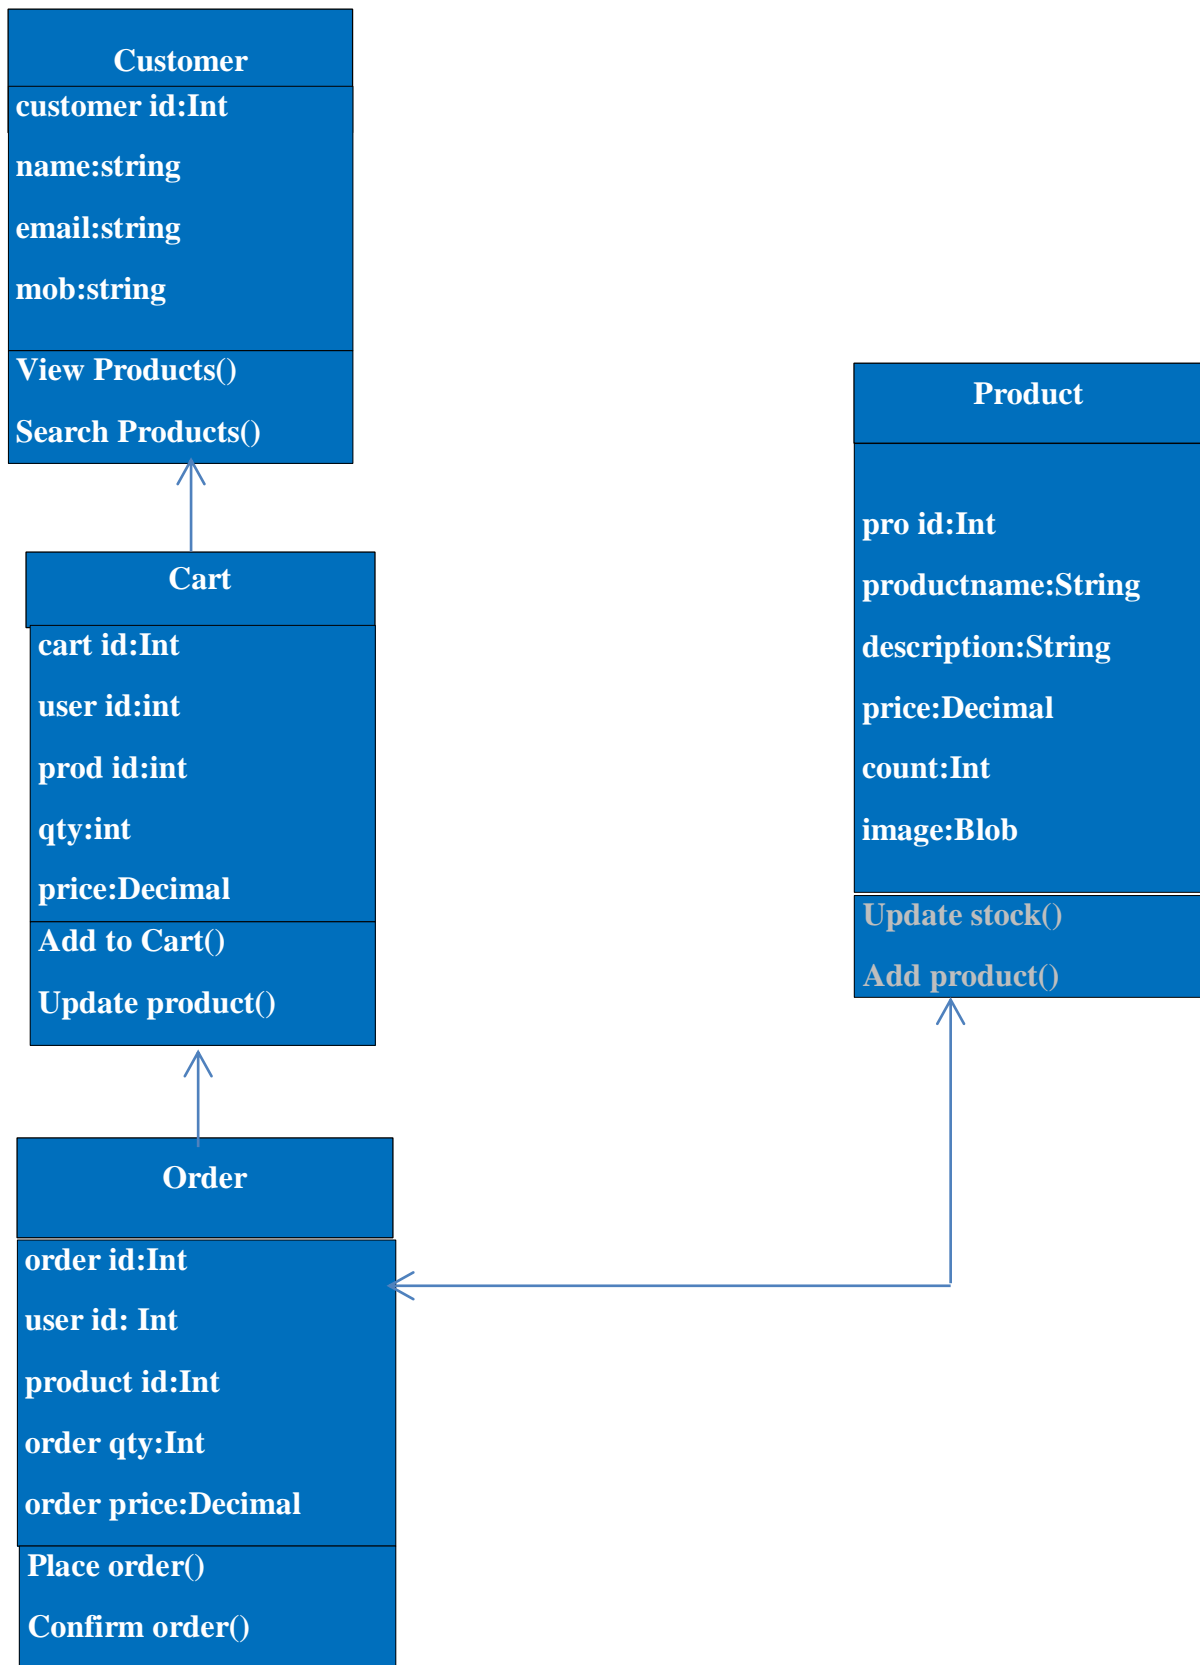 Customer
customer id:Int
name:string
email:string
mob:string
View Products()
Search Products()
Cart
cart id:Int
user id:int
prod id:int
qty:int
price:Decimal
Add to Cart()
Update product()
Order
order id:Int
user id: Int
product id:Int
order qty:Int
order price:Decimal
Place order()
Confirm order()
Product
pro id:Int
productname:String
description:String
price:Decimal
count:Int
image:Blob
Update stock()
Add product()